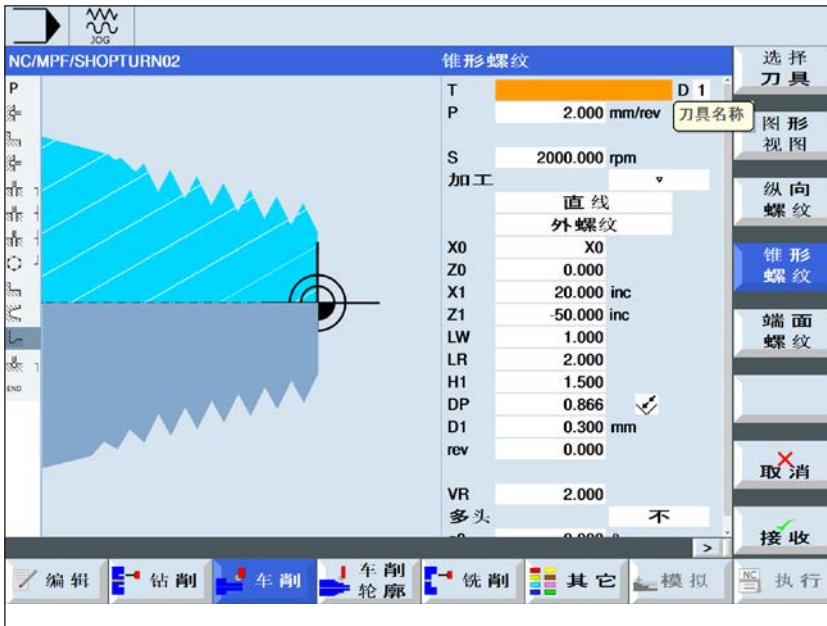 JOG
NC/MPF/SHOPTURN02
锥形螺纹
P
END
T D 1
刀具名称
P 2.000 mm/rev
S 2000.000 rpm
加工 ▿
直线
外螺纹
X0 X0
Z0 0.000
X1 20.000 inc
Z1 -50.000 inc
LW 1.000
LR 2.000
H1 1.500
DP 0.866
D1 0.300 mm
rev 0.000
VR 2.000
多头 不
>
选择
刀具
图形
视图
纵向
螺纹
锥形
螺纹
端面
螺纹
取消
接收
编辑
钻削
车削
车削
轮廓
铣削
其它
模拟
NC
执行